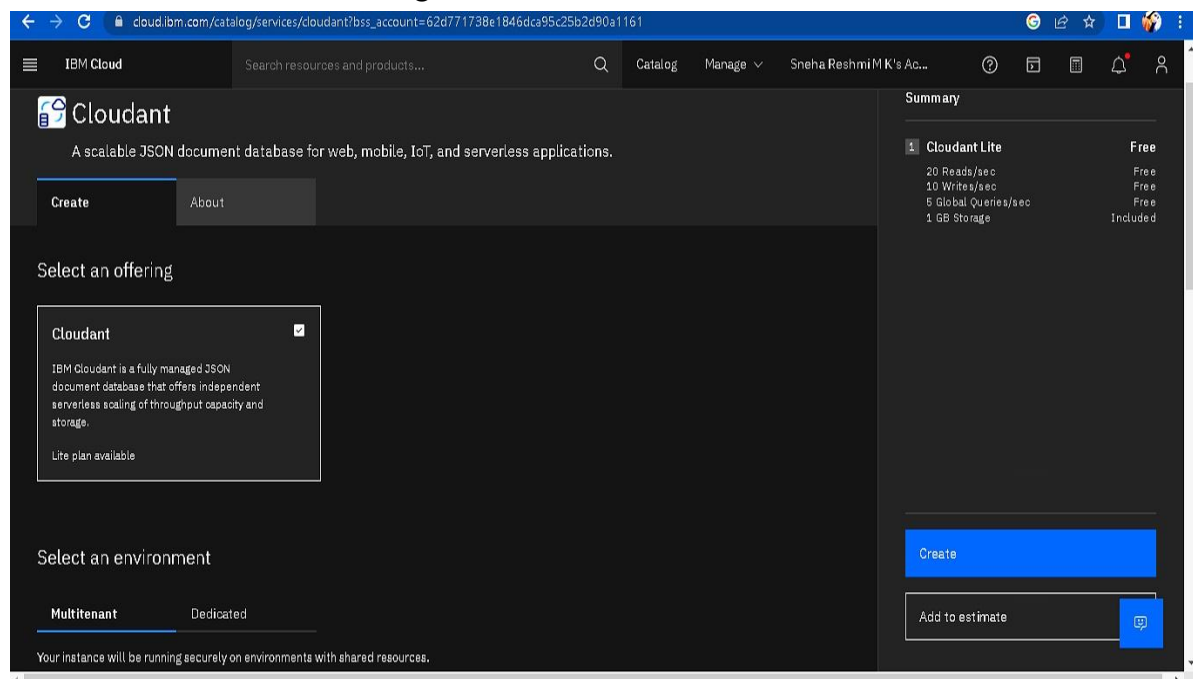 cloud.ibm.com/catalog/services/cloudant?bss_account=62d771738e1846dca95c25b2d90a1161
IBM Cloud
Search resources and products...
Catalog
Manage
Sneha Reshmi M K's Ac...
Cloudant
A scalable JSON document database for web, mobile, IoT, and serverless applications.
Create
About
Select an offering
Cloudant
IBM Cloudant is a fully managed JSON
document database that offers independent
serverless scaling of throughput capacity and
storage.
Lite plan available
Select an environment
Multitenant
Dedicated
Your instance will be running securely on environments with shared resources.
Summary
1 Cloudant Lite Free
20 Reads/sec Free
10 Writes/sec Free
5 Global Queries/sec Free
1 GB Storage Included
Create
Add to estimate